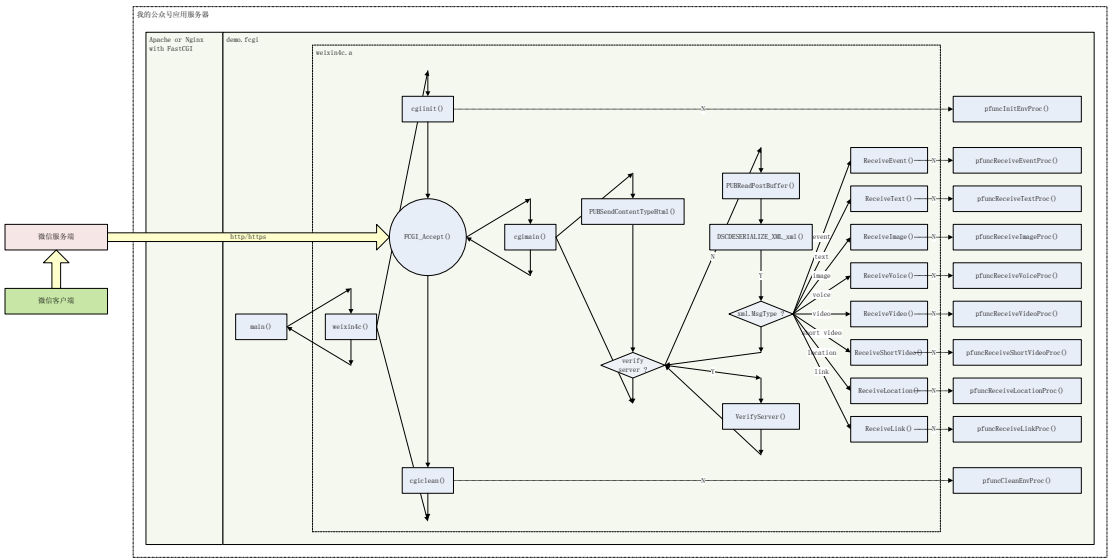 我的公众号应用服务器
Apache or Nginx
with FastCGI
demo.fcgi
weixin4c.a
cgiinit()
N
pfuncInitEnvProc()
ReceiveEvent()
N
pfuncReceiveEventProc()
PUBReadPostBuffer()
ReceiveText()
N
pfuncReceiveTextProc()
PUBSendContentTypeHtml()
微信服务端
http/https
FCGI_Accept()
cgimain()
DSCDESERIALIZE_XML_xml()
event
ReceiveImage()
N
pfuncReceiveImageProc()
N
text
Y
image
ReceiveVoice()
N
pfuncReceiveVoiceProc()
微信客户端
voice
xml.MsgType ?
video
ReceiveVideo()
N
pfuncReceiveVideoProc()
main()
weixin4c()
short video
ReceiveShortVideo()
N
pfuncReceiveShortVideoProc()
location
verify
server ?
Y
link
ReceiveLocation()
N
pfuncReceiveLocationProc()
VerifyServer()
ReceiveLink()
N
pfuncReceiveLinkProc()
cgiclean()
N
pfuncCleanEnvProc()